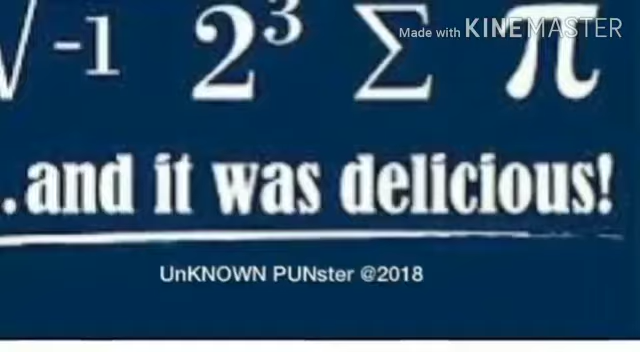 Made with KINEMASTER
√-1 2³ Σ π
..and it was delicious!
UnKNOWN PUNster @2018